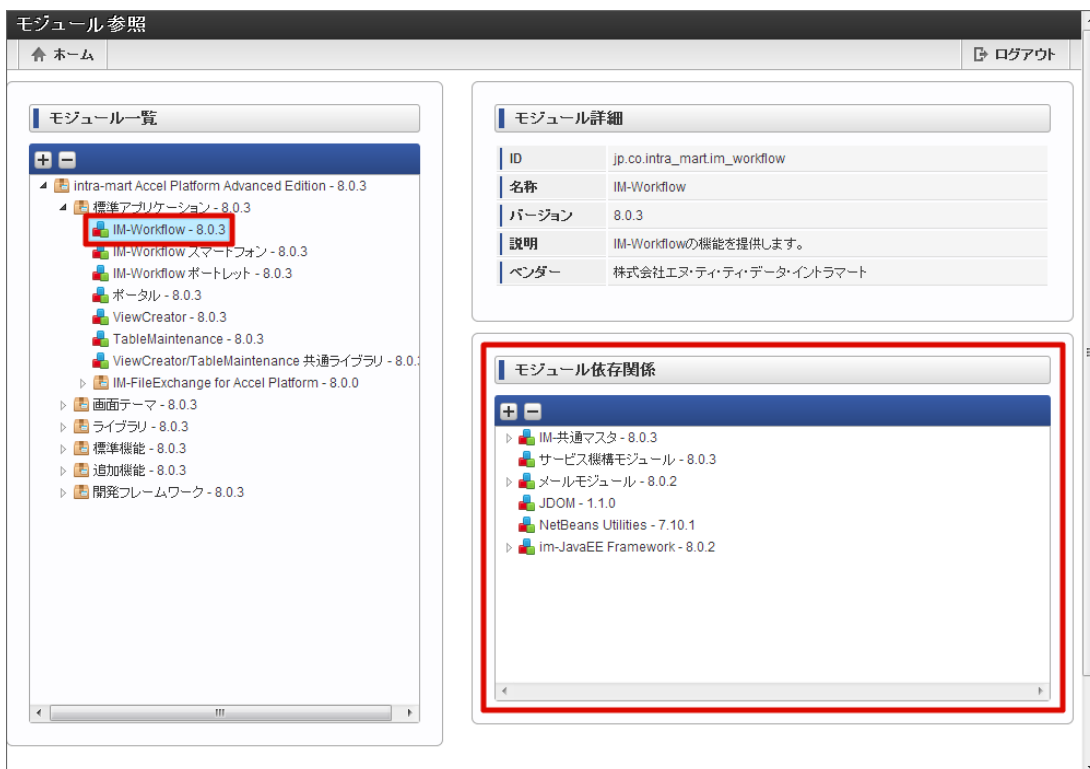 モジュール参照
ホーム
ログアウト
モジュール一覧
intra-mart Accel Platform Advanced Edition - 8.0.3
標準アプリケーション - 8.0.3
IM-Workflow - 8.0.3
IM-Workflow スマートフォン - 8.0.3
IM-Workflow ポートレット - 8.0.3
ポータル - 8.0.3
ViewCreator - 8.0.3
TableMaintenance - 8.0.3
ViewCreator/TableMaintenance 共通ライブラリ - 8.0.
IM-FileExchange for Accel Platform - 8.0.0
画面テーマ - 8.0.3
ライブラリ - 8.0.3
標準機能 - 8.0.3
追加機能 - 8.0.3
開発フレームワーク - 8.0.3
モジュール詳細
ID jp.co.intra_mart.im_workflow
名称 IM-Workflow
バージョン 8.0.3
説明 IM-Workflowの機能を提供します。
ベンダー 株式会社エヌ・ティ・ティ・データ・イントラマート
モジュール依存関係
IM-共通マスタ - 8.0.3
サービス機構モジュール - 8.0.3
メールモジュール - 8.0.2
JDOM - 1.1.0
NetBeans Utilities - 7.10.1
im-JavaEE Framework - 8.0.2